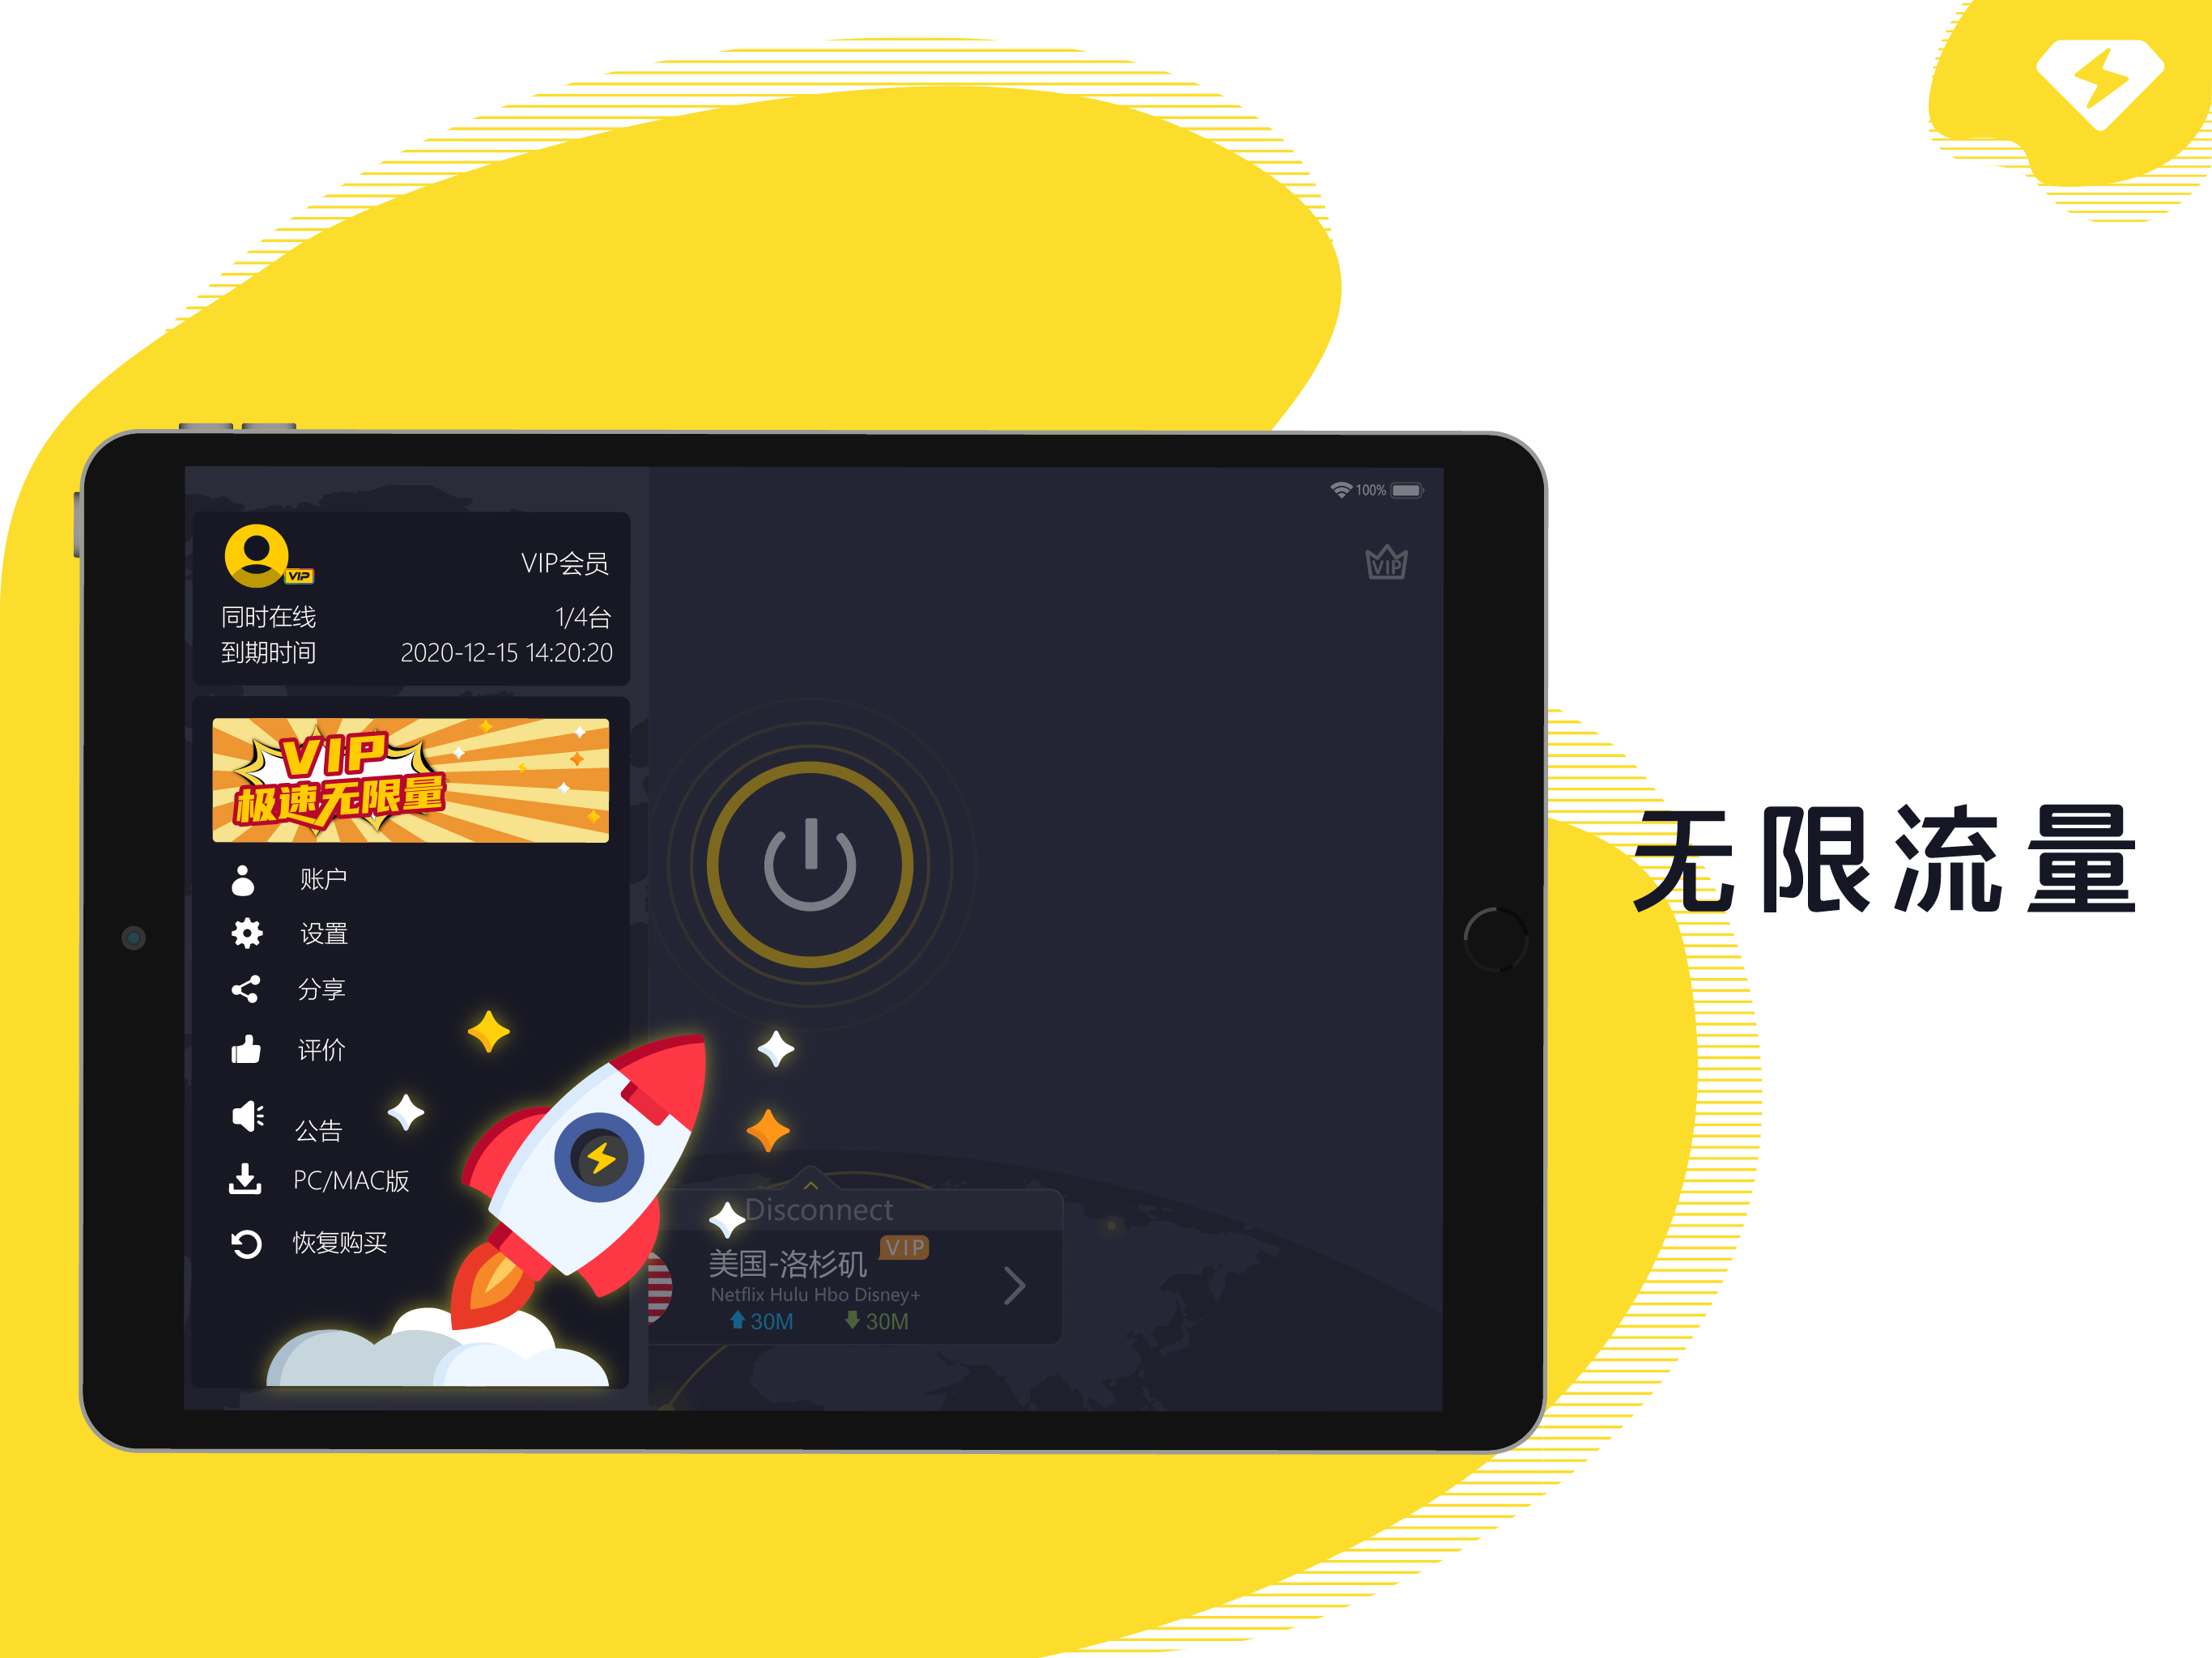 100%
VIP
VIP
VIP会员
同时在线 1/4台
到期时间 2020-12-15 14:20:20
VIP
极速无限量
账户
设置
分享
评价
公告
PC/MAC版
恢复购买
Disconnect
美国-洛杉矶 VIP
Netflix Hulu Hbo Disney+
30M 30M
无限流量